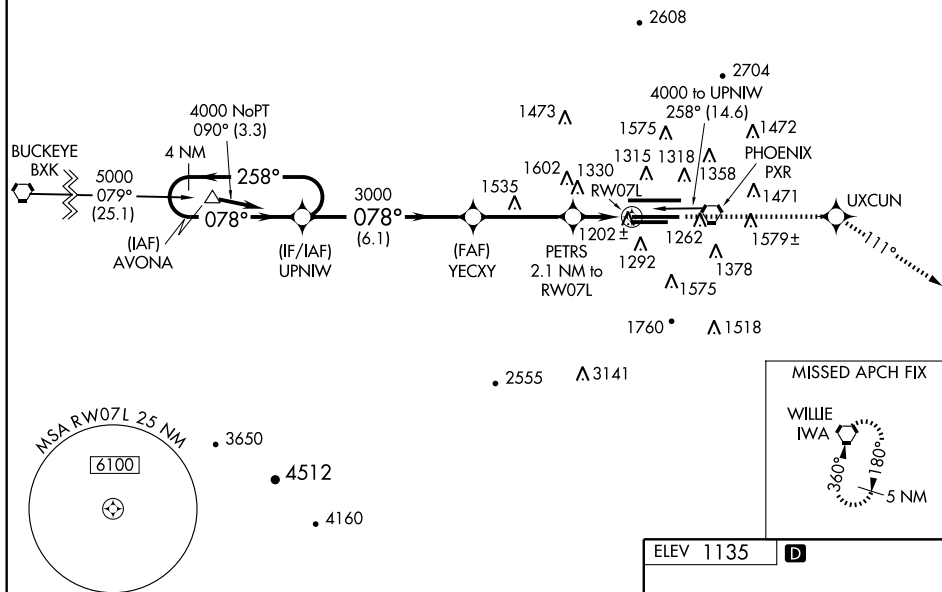 2608
2704
4000 to UPNIW
258° (14.6)
4000 NoPT
090° (3.3)
1473
1575
1472
BUCKEYE
BXK
4 NM
5000
079°
(25.1)
258°
078°
3000
078°
(6.1)
1602
1330
1315
1318
1358
PHOENIX
PXR
1535
RW07L
1471
UXCUN
(IAF)
AVONA
(IF/IAF)
UPNIW
(FAF)
YECXY
PETRS
2.1 NM to
RW07L
1202±
1262
1579±
1292
1378
111°
1575
1760
1518
2555
3141
MISSED APCH FIX
WILLIE
IWA
360°
180°
5 NM
MSA RW07L 25 NM
6100
3650
4512
4160
ELEV 1135 D